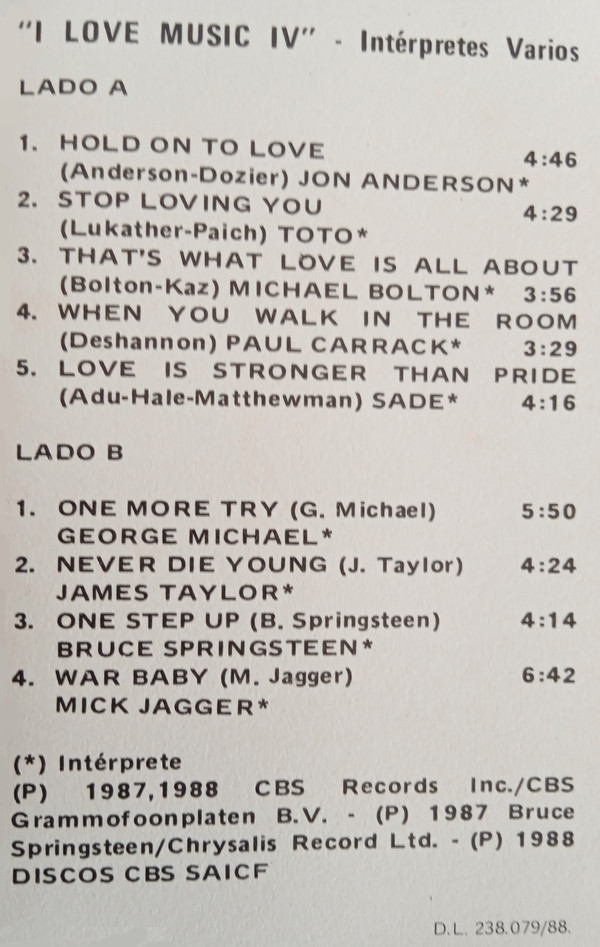 "I LOVE MUSIC IV" - Intérpretes Varios
LADO A
1. HOLD ON TO LOVE 4:46
(Anderson-Dozier) JON ANDERSON*
2. STOP LOVING YOU 4:29
(Lukather-Paich) TOTO*
3. THAT'S WHAT LOVE IS ALL ABOUT
(Bolton-Kaz) MICHAEL BOLTON* 3:56
4. WHEN YOU WALK IN THE ROOM
(Deshannon) PAUL CARRACK* 3:29
5. LOVE IS STRONGER THAN PRIDE
(Adu-Hale-Matthewman) SADE* 4:16
LADO B
1. ONE MORE TRY (G. Michael) 5:50
GEORGE MICHAEL*
2. NEVER DIE YOUNG (J. Taylor) 4:24
JAMES TAYLOR*
3. ONE STEP UP (B. Springsteen) 4:14
BRUCE SPRINGSTEEN*
4. WAR BABY (M. Jagger) 6:42
MICK JAGGER*
(*) Intérprete
(P) 1987,1988 CBS Records Inc./CBS
Grammofoonplaten B.V. - (P) 1987 Bruce
Springsteen/Chrysalis Record Ltd. - (P) 1988
DISCOS CBS SAICF
D.L. 238.079/88.